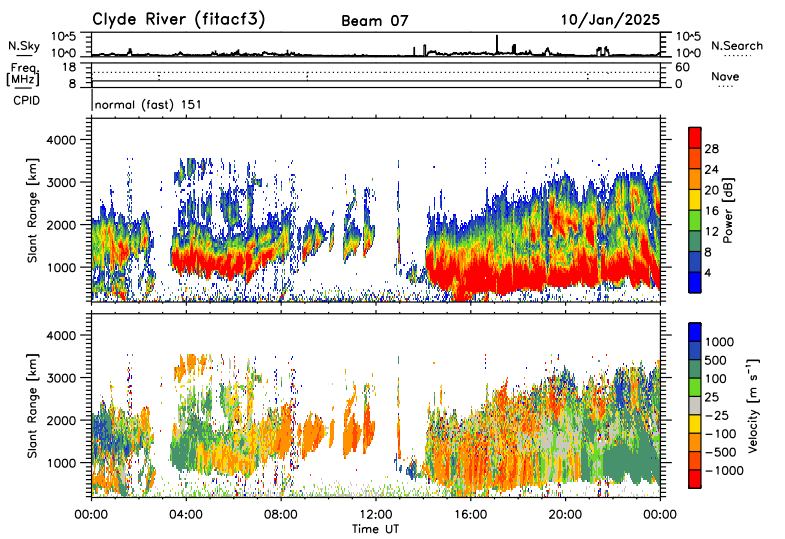 Clyde River (fitacf3) Beam 07 10/Jan/2025
N.Sky 10^5 10^0 10^5 10^0 N.Search
Freq. [MHz] 18 8 60 0 Nave
CPID normal (fast) 151
Slant Range [km] 4000 3000 2000 1000
Power [dB] 28 24 20 16 12 8 4
Slant Range [km] 4000 3000 2000 1000
Velocity [m s⁻¹] 1000 500 100 25 −25 −100 −500 −1000
00:00 04:00 08:00 12:00 16:00 20:00 00:00
Time UT